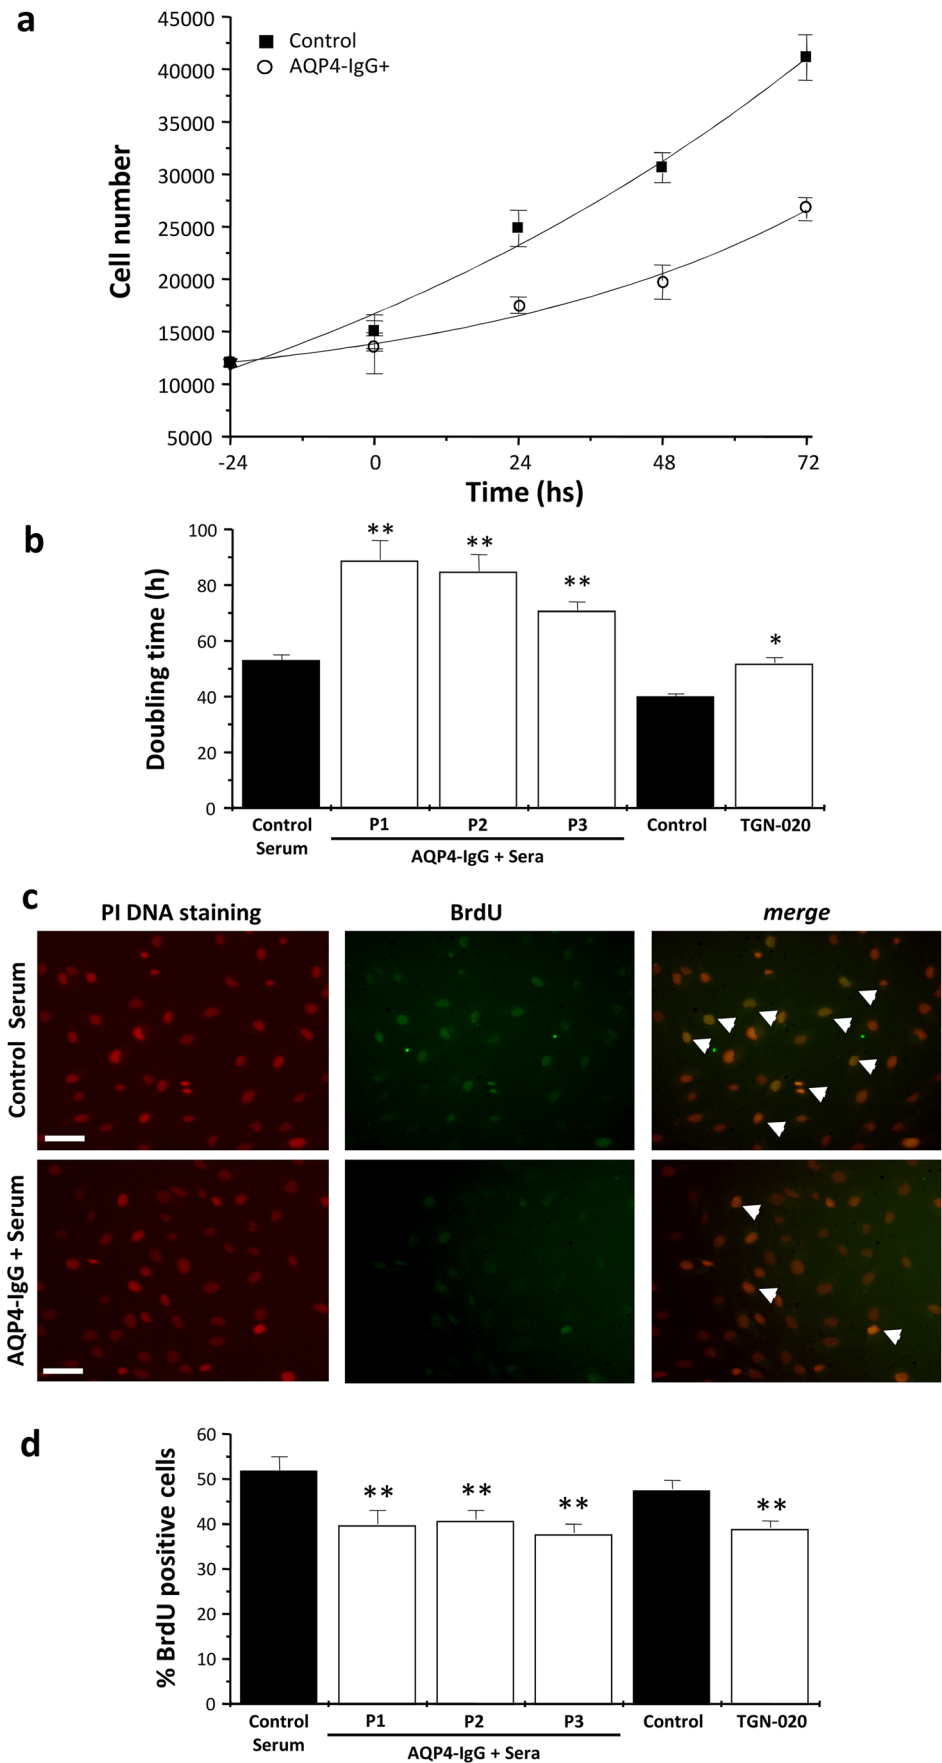 a
45000
40000
35000
30000
25000
20000
15000
10000
5000
Cell number
Control
AQP4-IgG+
-24 0 24 48 72
Time (hs)
b
100
80
60
40
20
0
Doubling time (h)
** ** ** *
Control Serum P1 P2 P3 Control TGN-020
AQP4-IgG + Sera
c
PI DNA staining BrdU merge
Control Serum
AQP4-IgG + Serum
d
60
50
40
30
20
10
0
% BrdU positive cells
** ** ** **
Control Serum P1 P2 P3 Control TGN-020
AQP4-IgG + Sera